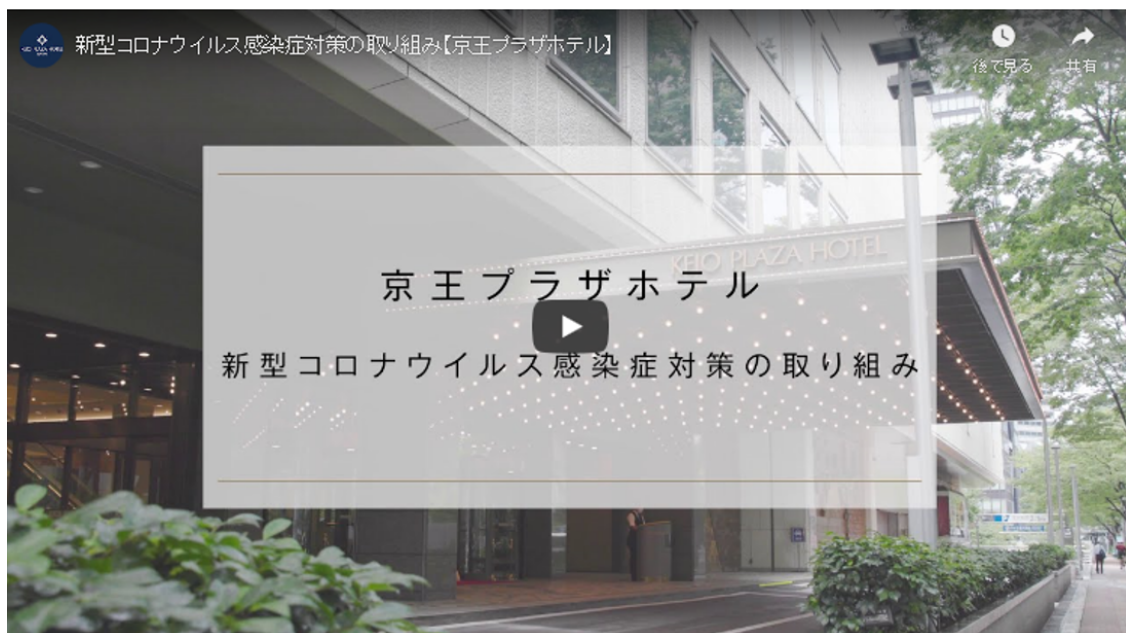 新型コロナウイルス感染症対策の取り組み【京王プラザホテル】
後で見る
共有
KEIO PLAZA HOTEL
京王プラザホテル
新型コロナウイルス感染症対策の取り組み